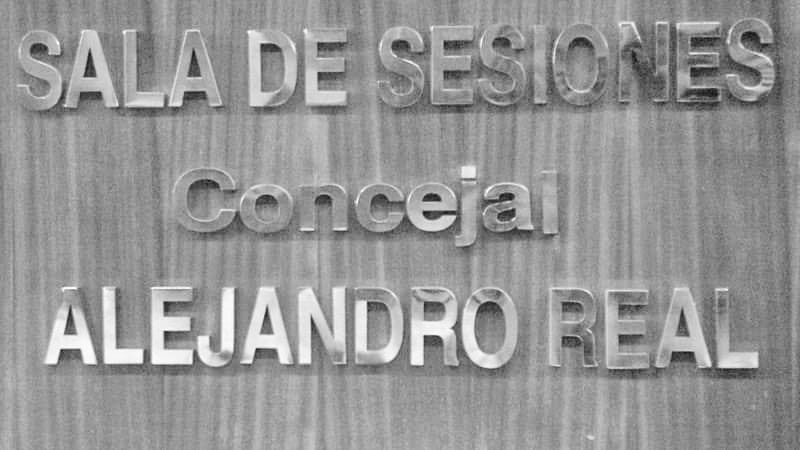 SALA DE SESIONES
Concejal
ALEJANDRO REAL